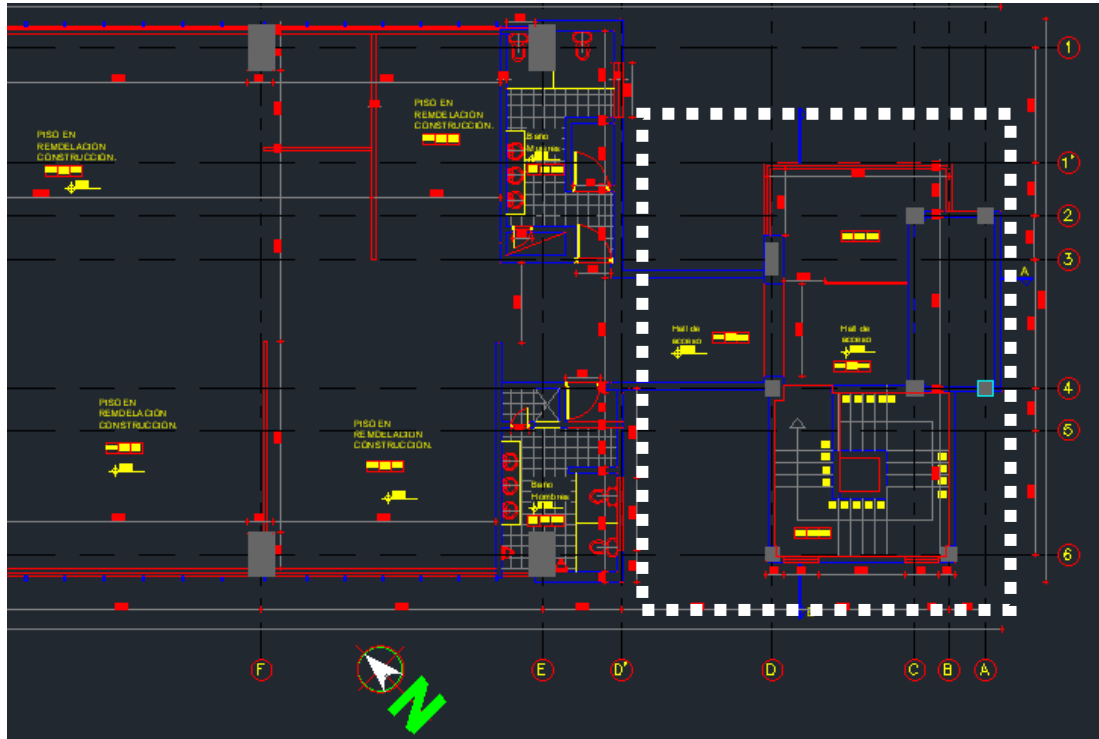 1
PISO EN
REMDELACION
CONSTRUCCION.
PISO EN
REMDELACION
CONSTRUCCION.
Baño
Mujeres
1'
2
3
A
Hall de
acceso
Hall de
acceso
4
PISO EN
REMDELACION
CONSTRUCCION.
PISO EN
REMDELACION
CONSTRUCCION.
5
Baño
Hombres
6
F
E
D'
D
C
B
A
N